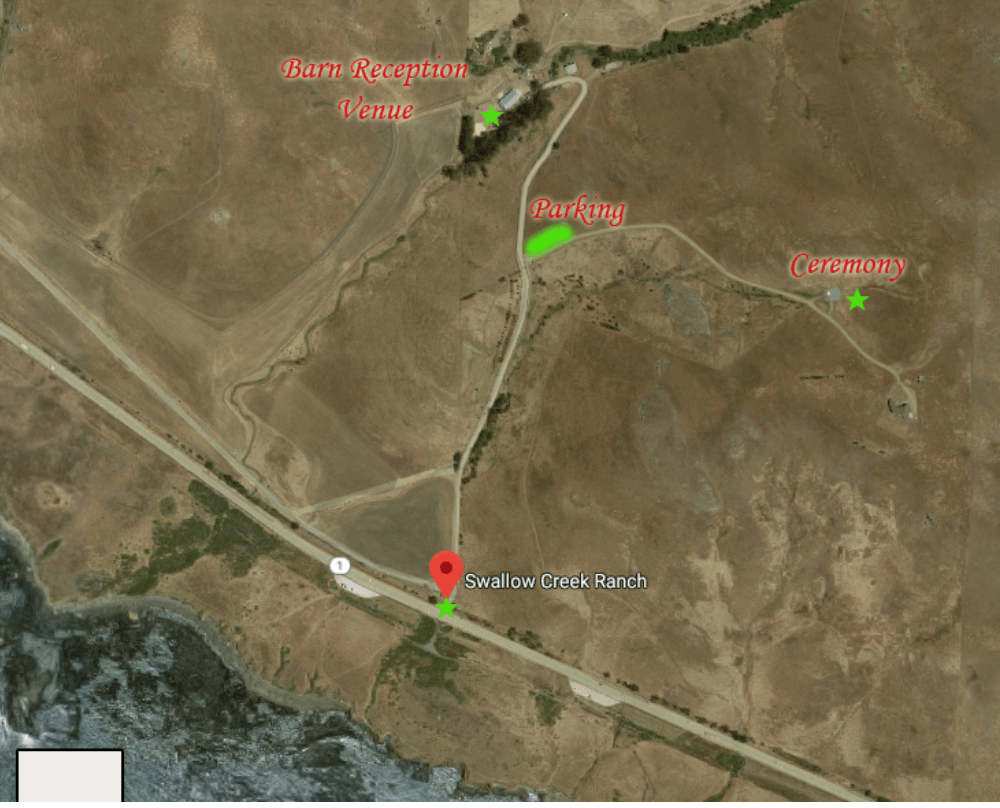 Barn Reception
Venue
Parking
Ceremony
1
Swallow Creek Ranch